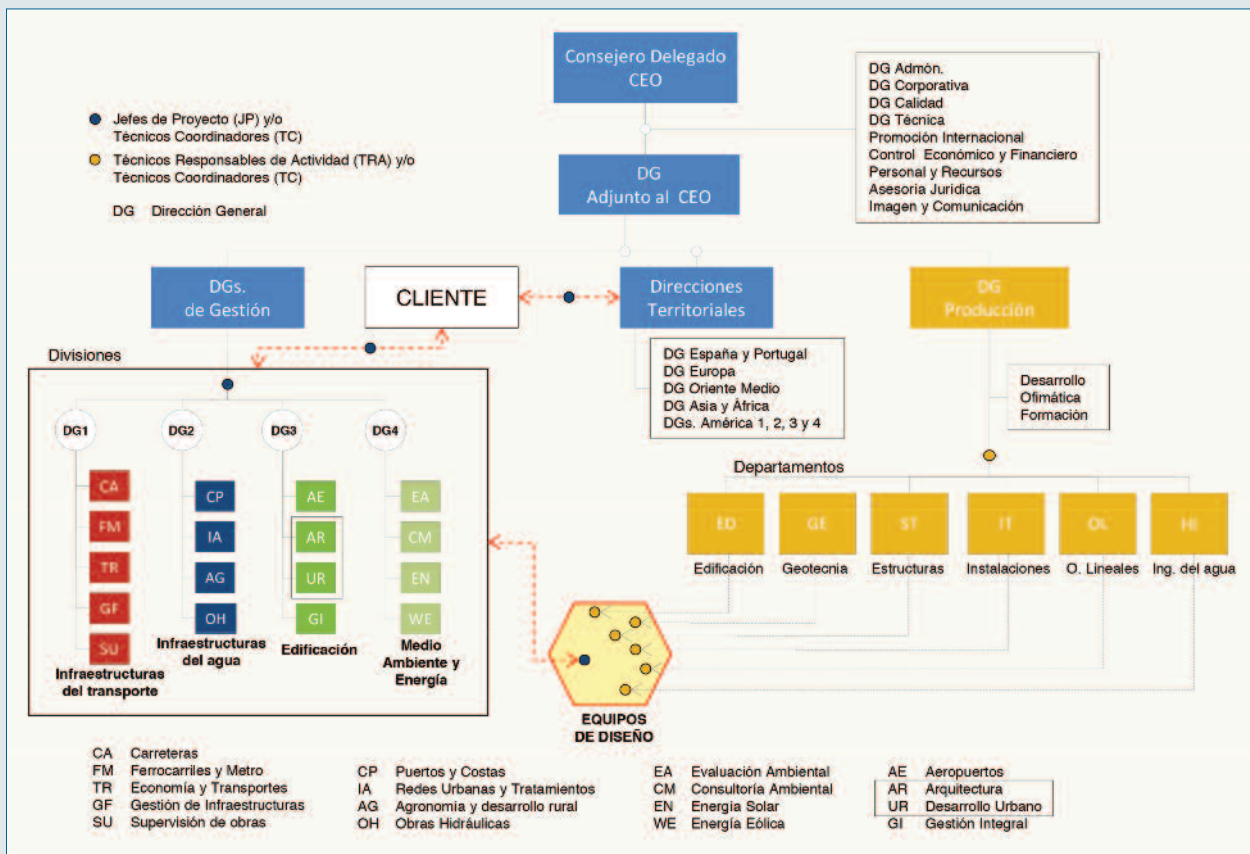 Consejero Delegado
CEO
DG Admón.
DG Corporativa
DG Calidad
DG Técnica
Promoción Internacional
Control Económico y Financiero
Personal y Recursos
Asesoría Jurídica
Imagen y Comunicación
Jefes de Proyecto (JP) y/o
Técnicos Coordinadores (TC)
Técnicos Responsables de Actividad (TRA) y/o
Técnicos Coordinadores (TC)
DG Dirección General
DG
Adjunto al CEO
DGs.
de Gestión
CLIENTE
Direcciones
Territoriales
DG
Producción
DG España y Portugal
DG Europa
DG Oriente Medio
DG Asia y África
DGs. América 1, 2, 3 y 4
Desarrollo
Ofimática
Formación
Divisiones
DG1
DG2
DG3
DG4
CA
FM
TR
GF
SU
Infraestructuras
del transporte
CP
IA
AG
OH
Infraestructuras
del agua
AE
AR
UR
GI
Edificación
EA
CM
EN
WE
Medio
Ambiente y
Energía
Departamentos
ED
GE
ST
IT
OL
HI
Edificación
Geotecnia
Estructuras
Instalaciones
O. Lineales
Ing. del agua
EQUIPOS
DE DISEÑO
CA Carreteras
FM Ferrocarriles y Metro
TR Economía y Transportes
GF Gestión de Infraestructuras
SU Supervisión de obras
CP Puertos y Costas
IA Redes Urbanas y Tratamientos
AG Agronomía y desarrollo rural
OH Obras Hidráulicas
EA Evaluación Ambiental
CM Consultoría Ambiental
EN Energía Solar
WE Energía Eólica
AE Aeropuertos
AR Arquitectura
UR Desarrollo Urbano
GI Gestión Integral